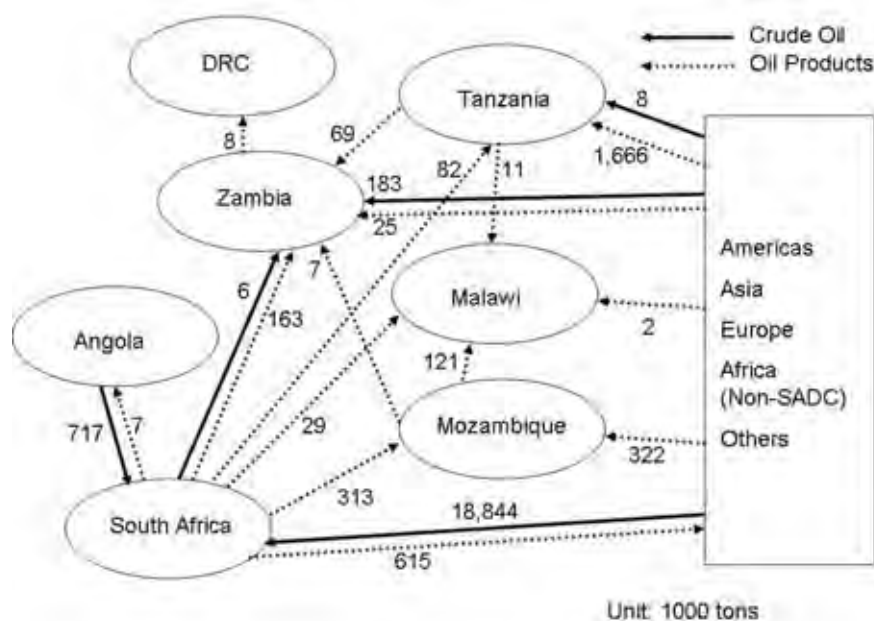 Crude Oil
DRC
Oil Products
Tanzania
8
8
69
1,666
82
11
Zambia
183
25
Americas
7
6
Malawi
Asia
163
2
Europe
Angola
121
Africa
(Non-SADC)
29
Mozambique
717
7
Others
322
313
18,844
South Africa
615
Unit: 1000 tons